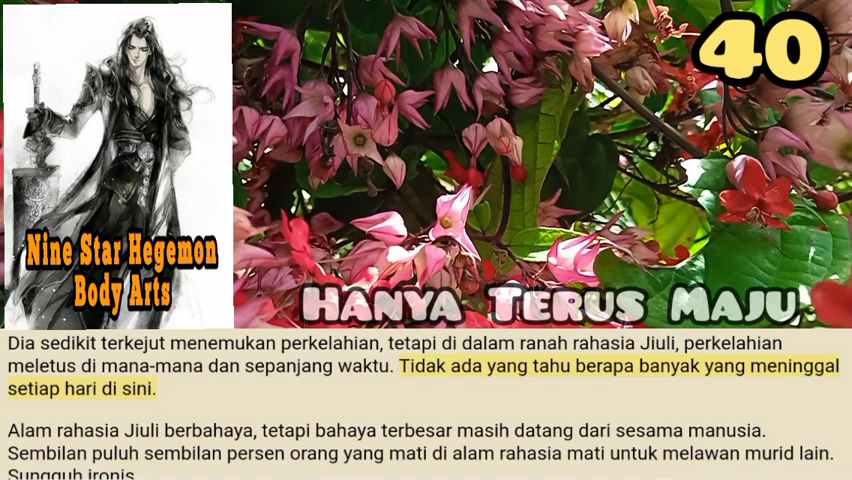 40
Nine Star Hegemon
Body Arts
HANYA TERUS MAJU
Dia sedikit terkejut menemukan perkelahian, tetapi di dalam ranah rahasia Jiuli, perkelahian
meletus di mana-mana dan sepanjang waktu. Tidak ada yang tahu berapa banyak yang meninggal
setiap hari di sini.
Alam rahasia Jiuli berbahaya, tetapi bahaya terbesar masih datang dari sesama manusia.
Sembilan puluh sembilan persen orang yang mati di alam rahasia mati untuk melawan murid lain.
Sungguh ironis.